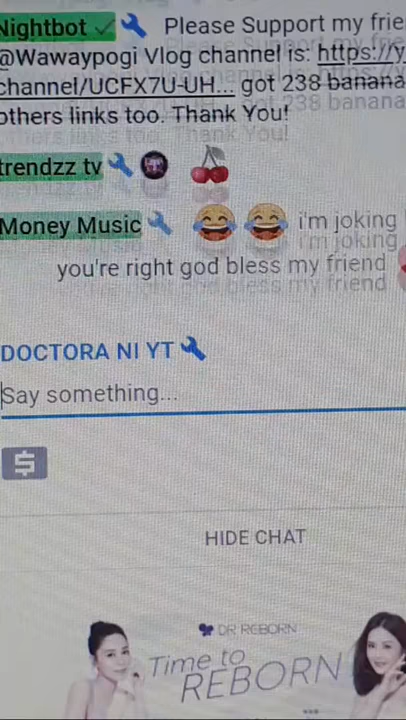 Nightbot Please Support my frie
@Wawaypogi Vlog channel is: https://y
channel/UCFX7U-UH... got 238 banana
others links too. Thank You!
trendzz tv
Money Music i'm joking
you're right god bless my friend
DOCTORA NI YT
Say something...
HIDE CHAT
DR REBORN
Time to
REBORN